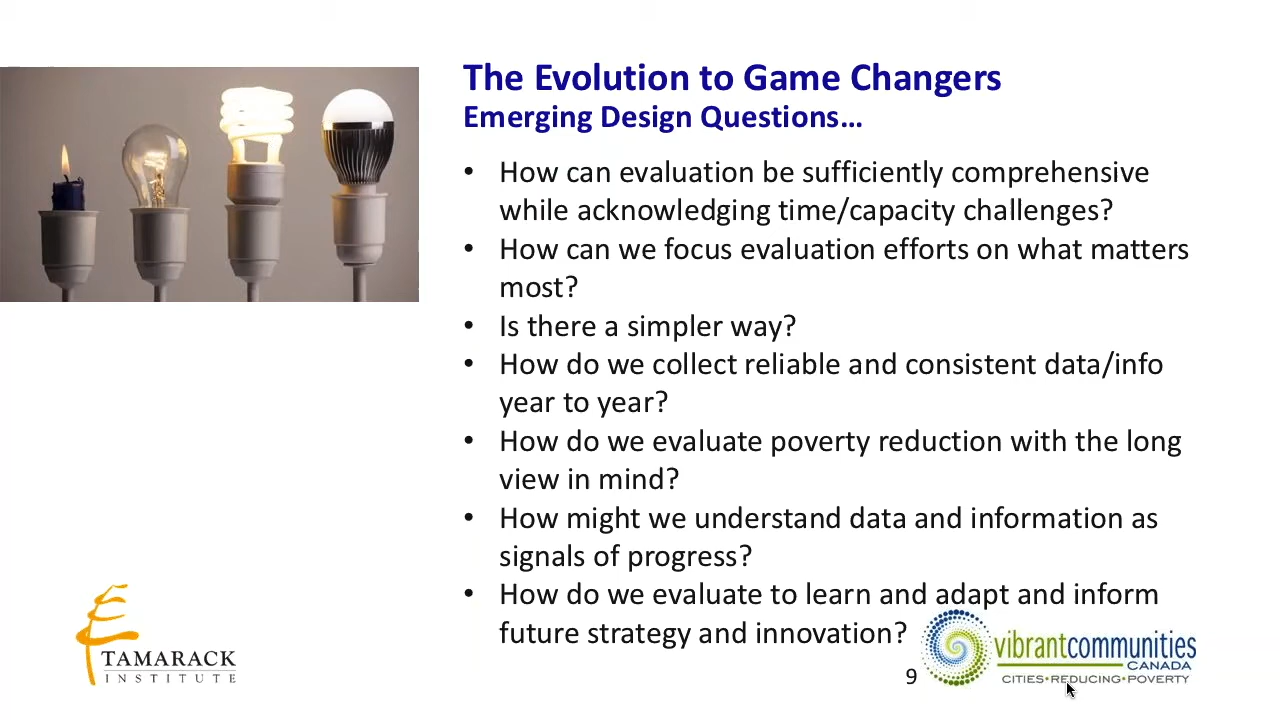 The Evolution to Game Changers
Emerging Design Questions…
• How can evaluation be sufficiently comprehensive
while acknowledging time/capacity challenges?
• How can we focus evaluation efforts on what matters
most?
• Is there a simpler way?
• How do we collect reliable and consistent data/info
year to year?
• How do we evaluate poverty reduction with the long
view in mind?
• How might we understand data and information as
signals of progress?
• How do we evaluate to learn and adapt and inform
future strategy and innovation?
TAMARACK
INSTITUTE
9
vibrantcommunities
CANADA
CITIES•REDUCING•POVERTY